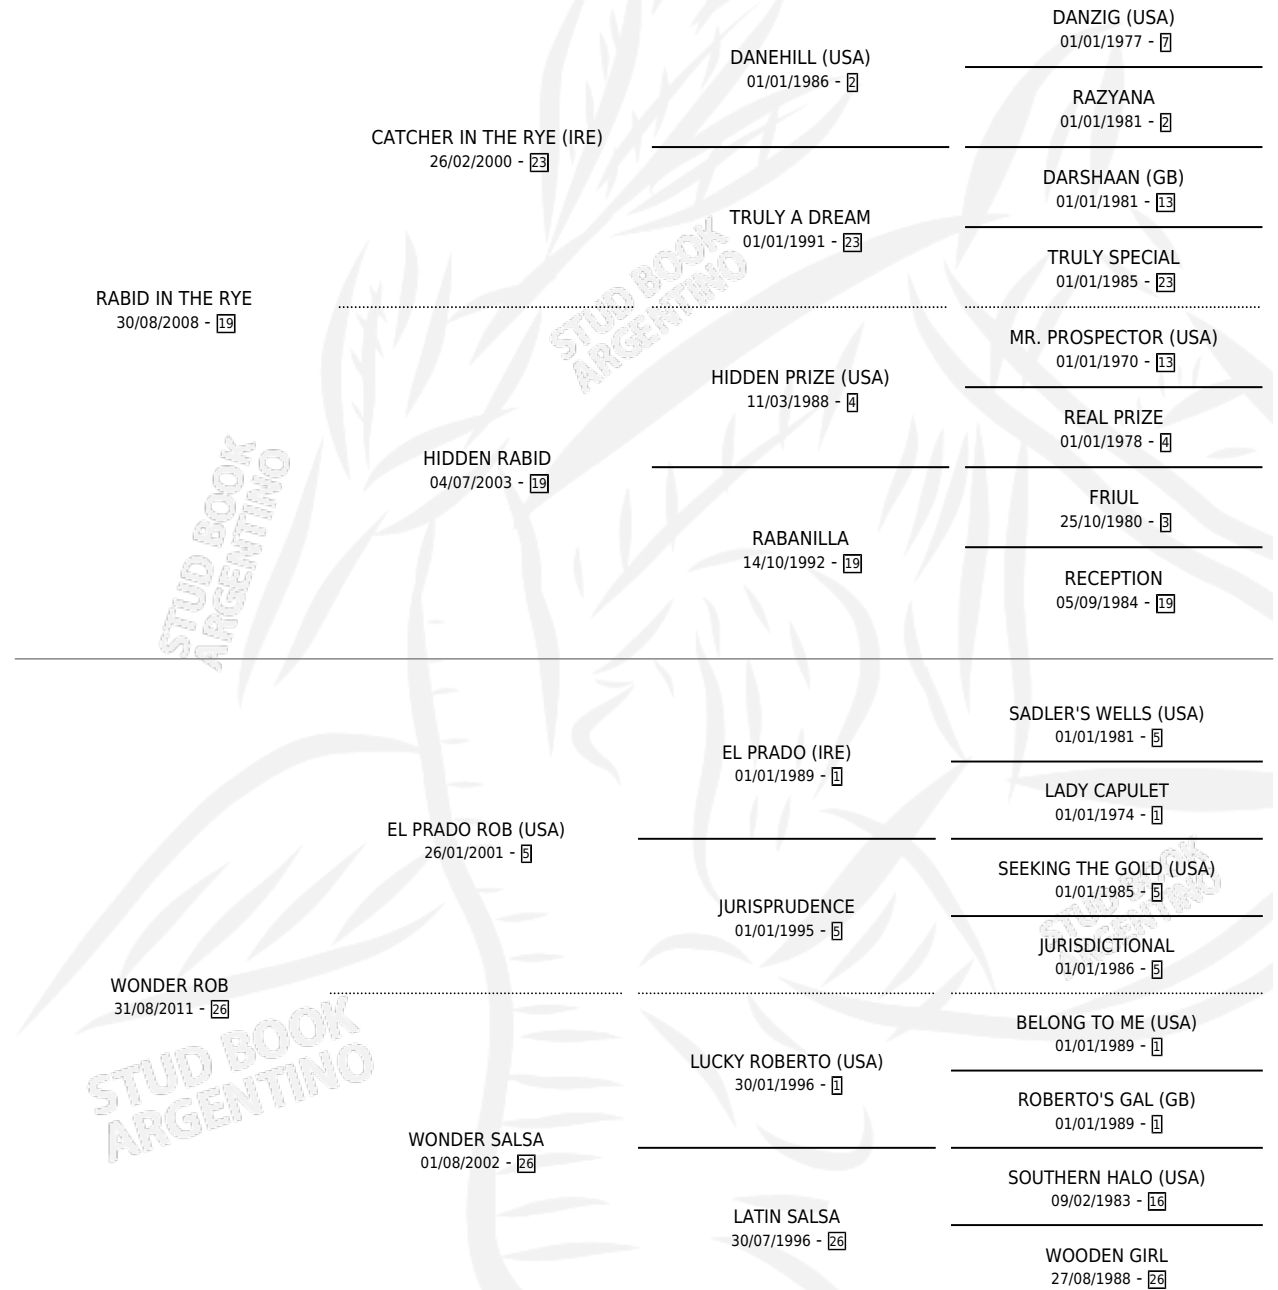 DANZIG (USA)
01/01/1977 - 7
DANEHILL (USA)
01/01/1986 - 2
RAZYANA
01/01/1981 - 2
CATCHER IN THE RYE (IRE)
26/02/2000 - 23
DARSHAAN (GB)
01/01/1981 - 13
TRULY A DREAM
01/01/1991 - 23
TRULY SPECIAL
01/01/1985 - 23
RABID IN THE RYE
30/08/2008 - 19
MR. PROSPECTOR (USA)
01/01/1970 - 13
HIDDEN PRIZE (USA)
11/03/1988 - 4
REAL PRIZE
01/01/1978 - 4
HIDDEN RABID
04/07/2003 - 19
FRIUL
25/10/1980 - 3
RABANILLA
14/10/1992 - 19
RECEPTION
05/09/1984 - 19
STUD BOOK
ARGENTINO
STUD BOOK
ARGENTINO
SADLER'S WELLS (USA)
01/01/1981 - 5
EL PRADO (IRE)
01/01/1989 - 1
LADY CAPULET
01/01/1974 - 1
EL PRADO ROB (USA)
26/01/2001 - 5
SEEKING THE GOLD (USA)
01/01/1985 - 5
JURISPRUDENCE
01/01/1995 - 5
JURISDICTIONAL
01/01/1986 - 5
WONDER ROB
31/08/2011 - 26
BELONG TO ME (USA)
01/01/1989 - 1
LUCKY ROBERTO (USA)
30/01/1996 - 1
ROBERTO'S GAL (GB)
01/01/1989 - 1
WONDER SALSA
01/08/2002 - 26
SOUTHERN HALO (USA)
09/02/1983 - 16
LATIN SALSA
30/07/1996 - 26
WOODEN GIRL
27/08/1988 - 26
STUD BOOK
ARGENTINO
STUD BOOK
ARGENTINO